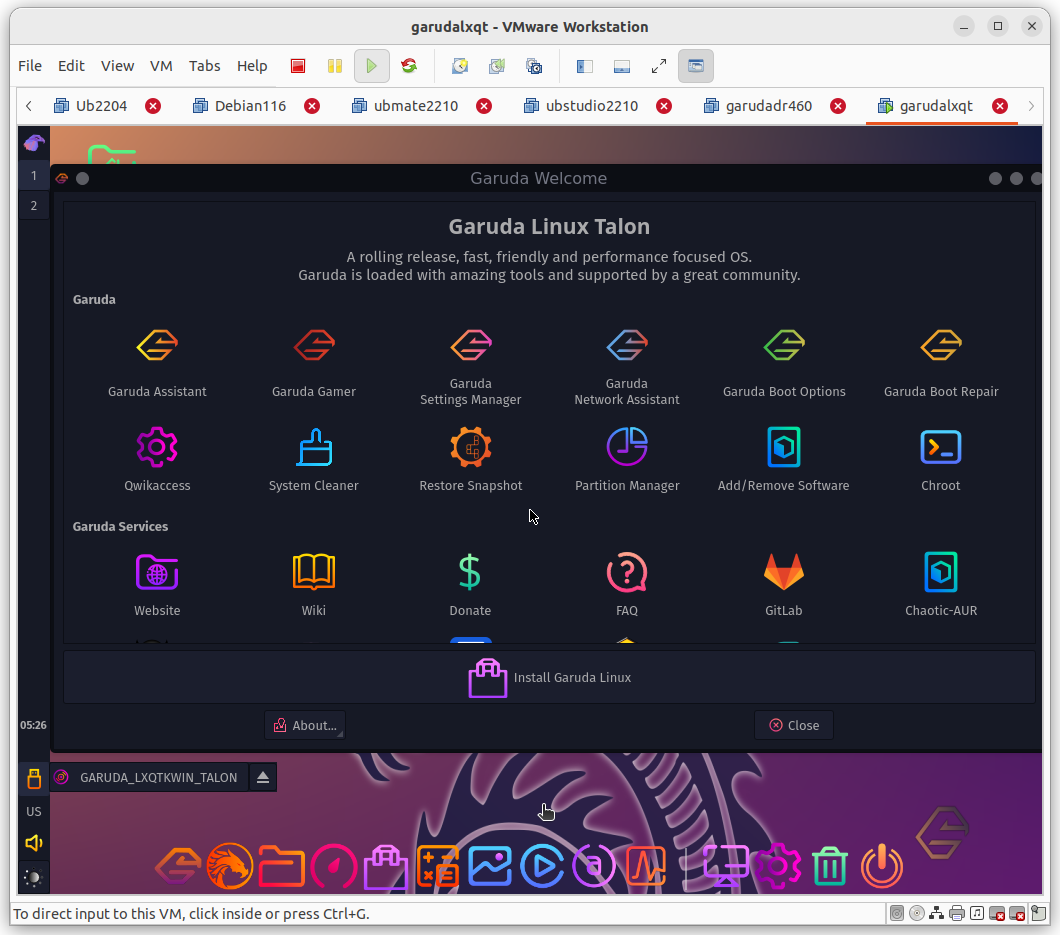 garudalxqt - VMware Workstation
File Edit View VM Tabs Help
Ub2204 Debian116 ubmate2210 ubstudio2210 garudadr460 garudalxqt
1
2
Garuda Welcome
Garuda Linux Talon
A rolling release, fast, friendly and performance focused OS.
Garuda is loaded with amazing tools and supported by a great community.
Garuda
Garuda Assistant
Garuda Gamer
Garuda
Settings Manager
Garuda
Network Assistant
Garuda Boot Options
Garuda Boot Repair
Qwikaccess
System Cleaner
Restore Snapshot
Partition Manager
Add/Remove Software
Chroot
Garuda Services
Website
Wiki
Donate
FAQ
GitLab
Chaotic-AUR
Install Garuda Linux
About...
Close
05:26
GARUDA_LXQTKWIN_TALON
US
To direct input to this VM, click inside or press Ctrl+G.